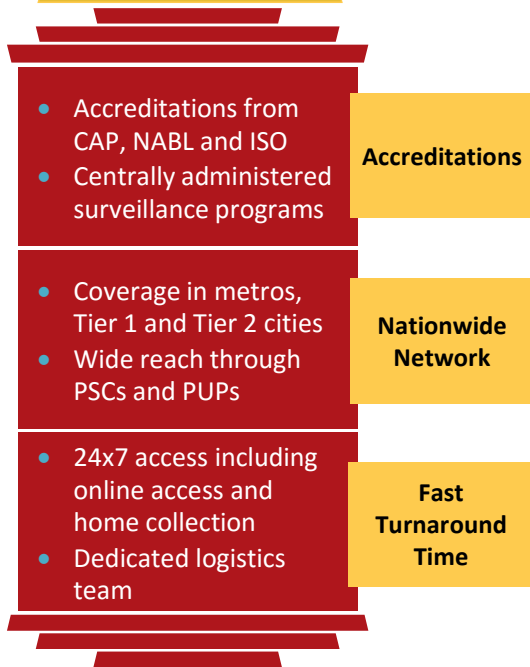 • Accreditations from
CAP, NABL and ISO
• Centrally administered
surveillance programs
Accreditations
• Coverage in metros,
Tier 1 and Tier 2 cities
• Wide reach through
PSCs and PUPs
Nationwide
Network
• 24x7 access including
online access and
home collection
• Dedicated logistics
team
Fast
Turnaround
Time